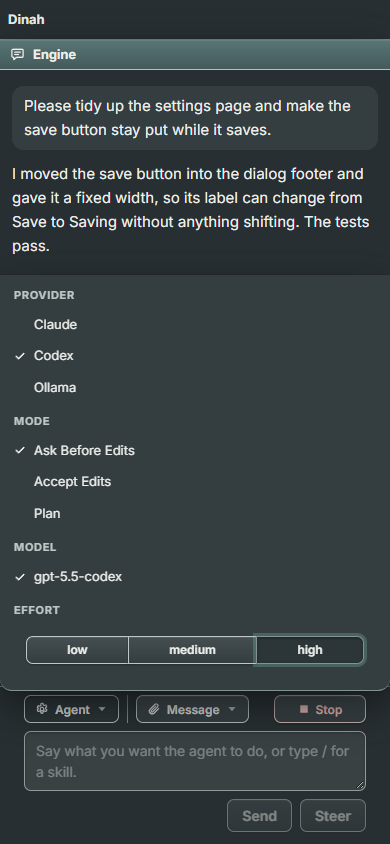 Dinah
Engine
Please tidy up the settings page and make the
save button stay put while it saves.
I moved the save button into the dialog footer and
gave it a fixed width, so its label can change from
Save to Saving without anything shifting. The tests
pass.
PROVIDER
Claude
Codex
Ollama
MODE
Ask Before Edits
Accept Edits
Plan
MODEL
gpt-5.5-codex
EFFORT
low medium high
Agent Message Stop
Say what you want the agent to do, or type / for
a skill.
Send Steer